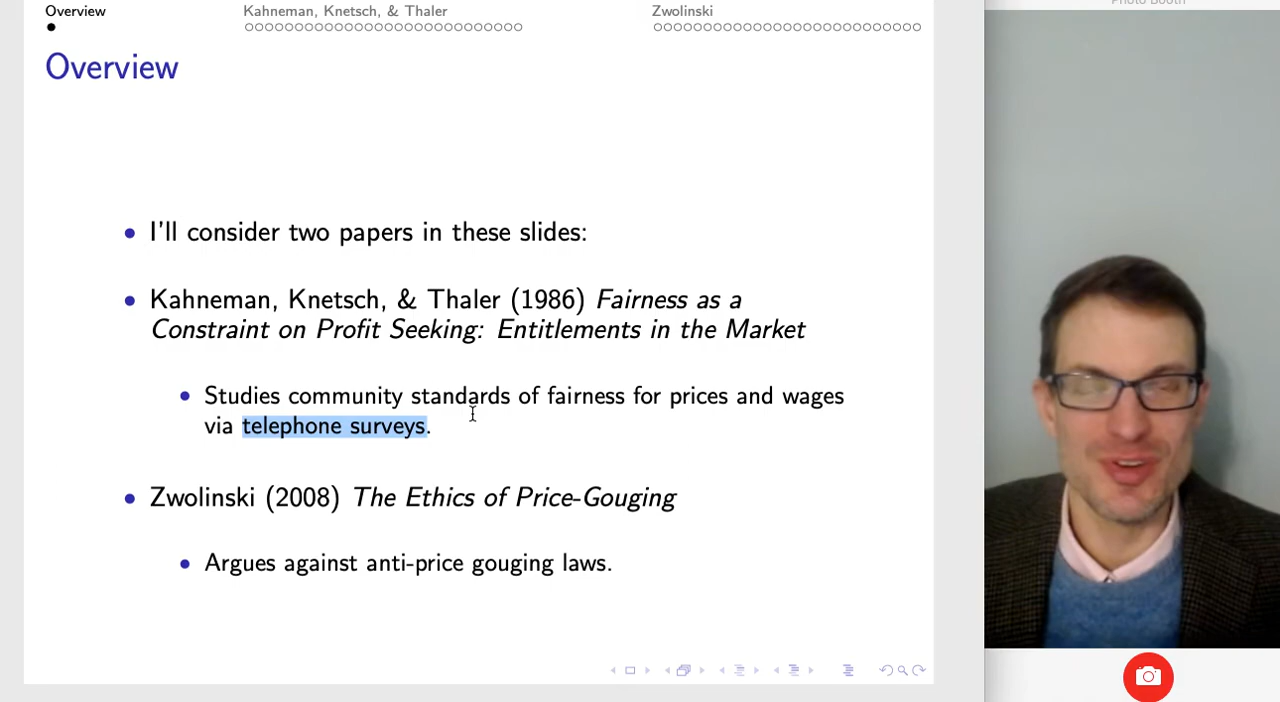 Overview
Kahneman, Knetsch, & Thaler
Zwolinski
Photo Booth
Overview
• I'll consider two papers in these slides:
• Kahneman, Knetsch, & Thaler (1986) Fairness as a
Constraint on Profit Seeking: Entitlements in the Market
• Studies community standards of fairness for prices and wages
via telephone surveys.
• Zwolinski (2008) The Ethics of Price-Gouging
• Argues against anti-price gouging laws.